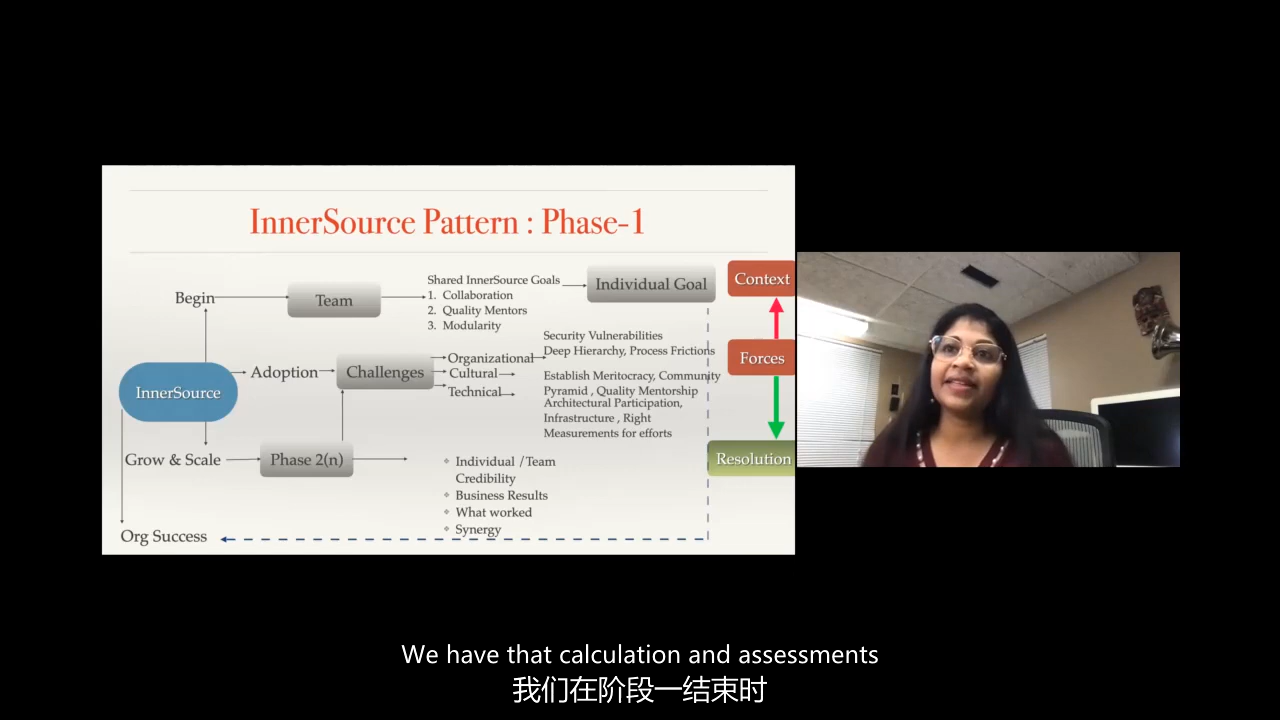 InnerSource Pattern : Phase-1
Begin
Team
Shared InnerSource Goals
1. Collaboration
2. Quality Mentors
3. Modularity
Individual Goal
Context
InnerSource
Adoption
Challenges
Organizational
Cultural
Technical
Security Vulnerabilities
Deep Hierarchy, Process Frictions
Establish Meritocracy, Community
Pyramid , Quality Mentorship
Architectural Participation,
Infrastructure , Right
Measurements for efforts
Forces
Grow & Scale
Phase 2(n)
Individual /Team
Credibility
Business Results
What worked
Synergy
Resolution
Org Success
We have that calculation and assessments
我们在阶段一结束时